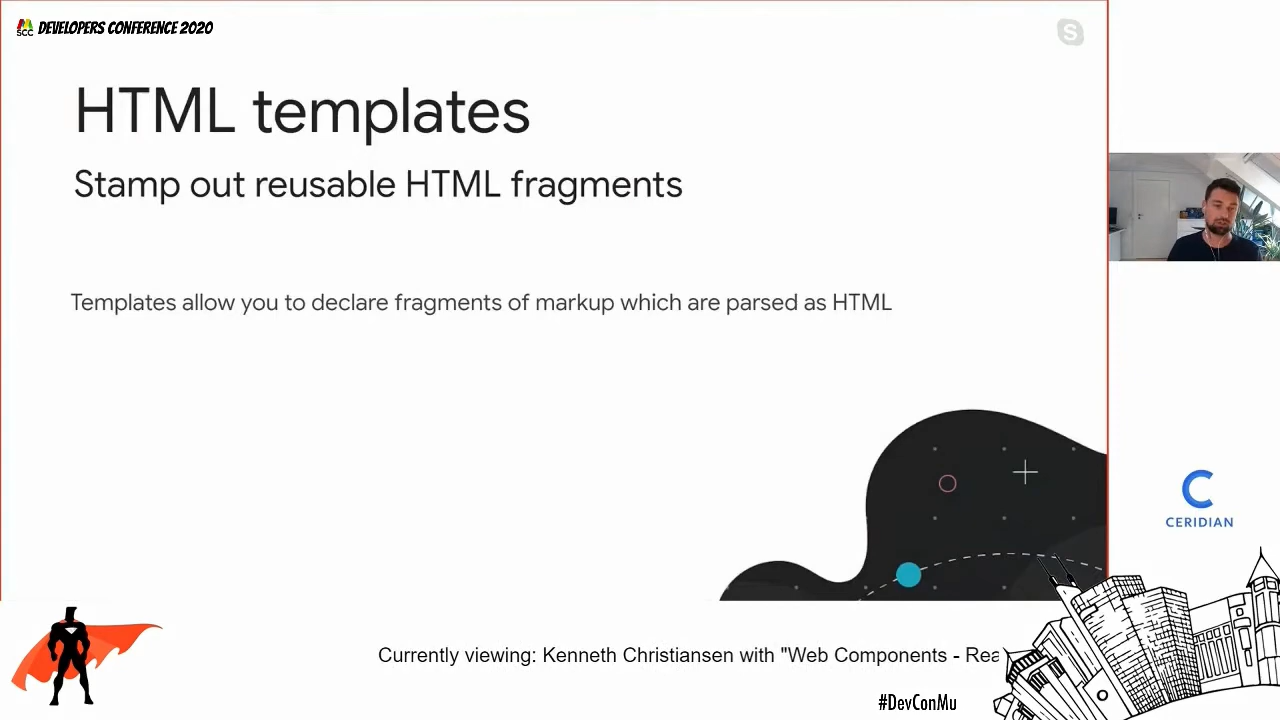 SCC DEVELOPERS CONFERENCE 2020
S
HTML templates
Stamp out reusable HTML fragments
Templates allow you to declare fragments of markup which are parsed as HTML
CERIDIAN
Currently viewing: Kenneth Christiansen with "Web Components - Rea
#DevConMu